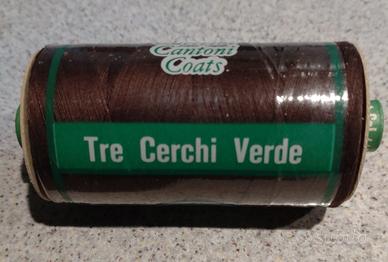 Cantoni
Coats
Tre Cerchi Verde